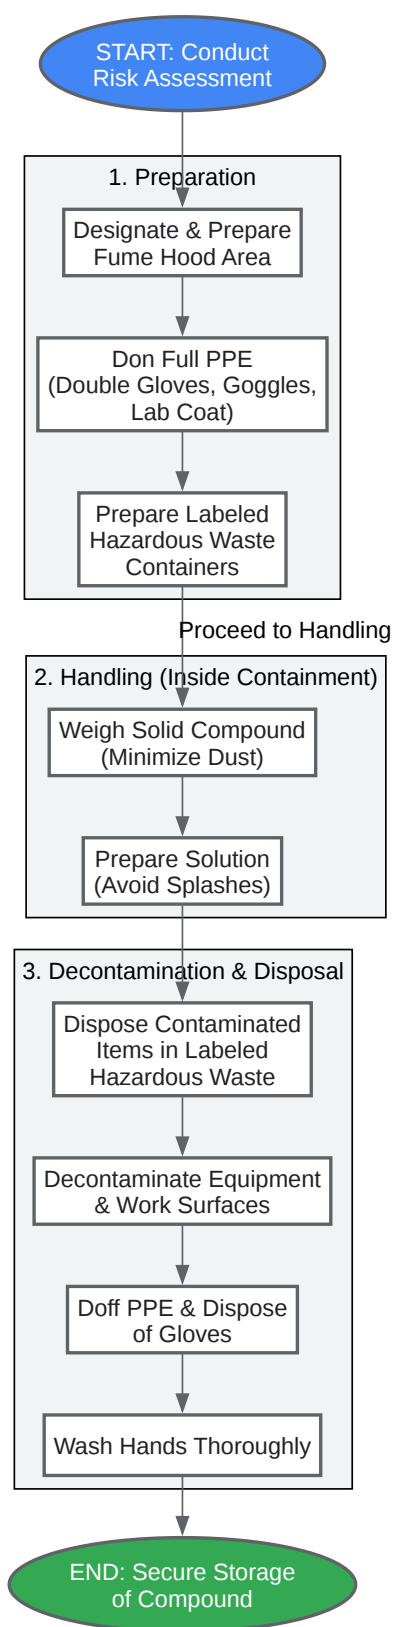 START: Conduct
Risk Assessment
1. Preparation
Designate & Prepare
Fume Hood Area
Don Full PPE
(Double Gloves, Goggles,
Lab Coat)
Prepare Labeled
Hazardous Waste
Containers
Proceed to Handling
2. Handling (Inside Containment)
Weigh Solid Compound
(Minimize Dust)
Prepare Solution
(Avoid Splashes)
3. Decontamination & Disposal
Dispose Contaminated
Items in Labeled
Hazardous Waste
Decontaminate Equipment
& Work Surfaces
Doff PPE & Dispose
of Gloves
Wash Hands Thoroughly
END: Secure Storage
of Compound